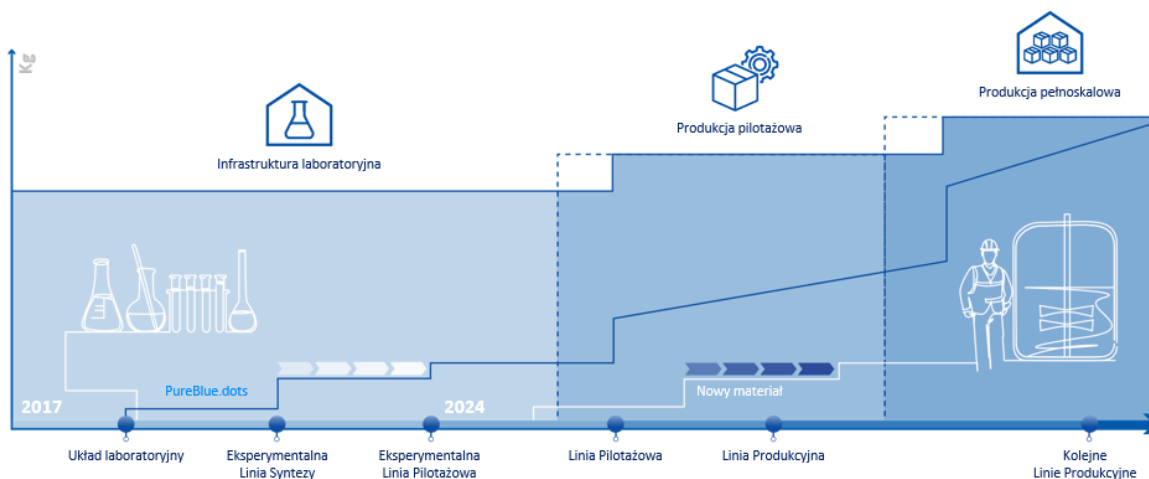 Kg
Produkcja pełnoskalowa
Produkcja pilotażowa
Infrastruktura laboratoryjna
PureBlue.dots
Nowy materiał
2017
2024
Układ laboratoryjny
Eksperymentalna
Linia Syntezy
Eksperymentalna
Linia Pilotażowa
Linia Pilotażowa
Linia Produkcyjna
Kolejne
Linie Produkcyjne